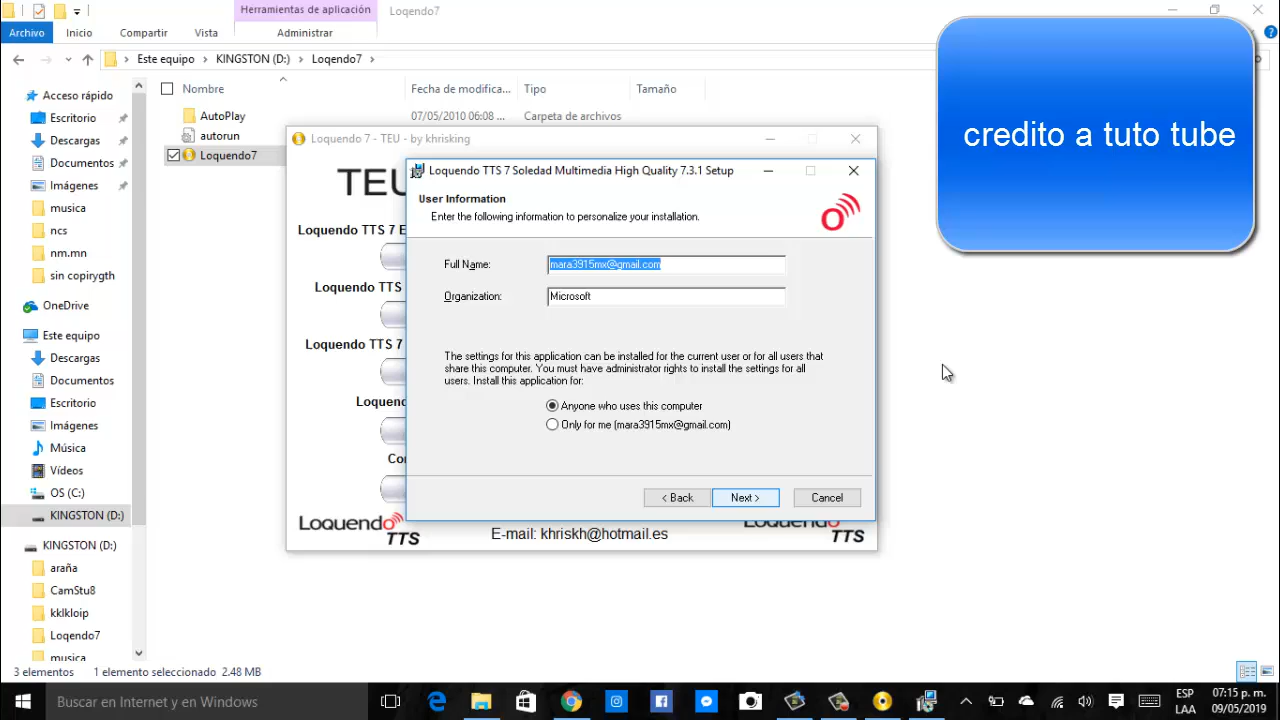 Herramientas de aplicación
Loqendo7
Archivo
Inicio
Compartir
Vista
Administrar
Este equipo
KINGSTON (D:)
Loqendo7
Nombre
Fecha de modifica...
Tipo
Tamaño
AutoPlay
07/05/2010 06:08 ...
Carpeta de archivos
autorun
Loquendo7
Acceso rápido
Escritorio
Descargas
Documentos
Imágenes
musica
ncs
nm.mn
sin copirygth
OneDrive
Este equipo
Descargas
Documentos
Escritorio
Imágenes
Música
Vídeos
OS (C:)
KINGSTON (D:)
KINGSTON (D:)
araña
CamStu8
kklkloip
Loqendo7
musica
Loquendo 7 - TEU - by khrisking
TEU
Loquendo TTS 7 E
Loquendo TTS
Loquendo TTS 7
Loquend
Co
Loquendo
TTS
E-mail: khriskh@hotmail.es
Loquendo
TTS
Loquendo TTS 7 Soledad Multimedia High Quality 7.3.1 Setup
User Information
Enter the following information to personalize your installation.
Full Name:
mara3915mx@gmail.com
Organization:
Microsoft
The settings for this application can be installed for the current user or for all users that
share this computer. You must have administrator rights to install the settings for all
users. Install this application for:
Anyone who uses this computer
Only for me (mara3915mx@gmail.com)
< Back
Next >
Cancel
credito a tuto tube
3 elementos
1 elemento seleccionado 2.48 MB
Buscar en Internet y en Windows
ESP
LAA
07:15 p. m.
09/05/2019